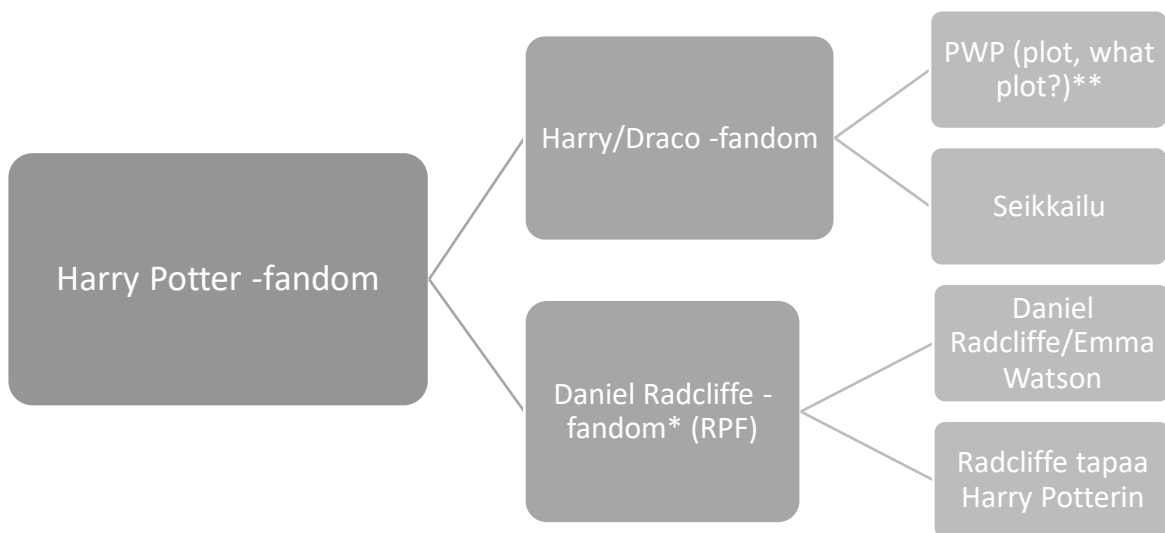 Harry Potter -fandom
Harry/Draco -fandom
PWP (plot, what
plot?)**
Seikkailu
Daniel Radcliffe -
fandom* (RPF)
Daniel
Radcliffe/Emma
Watson
Radcliffe tapaa
Harry Potterin